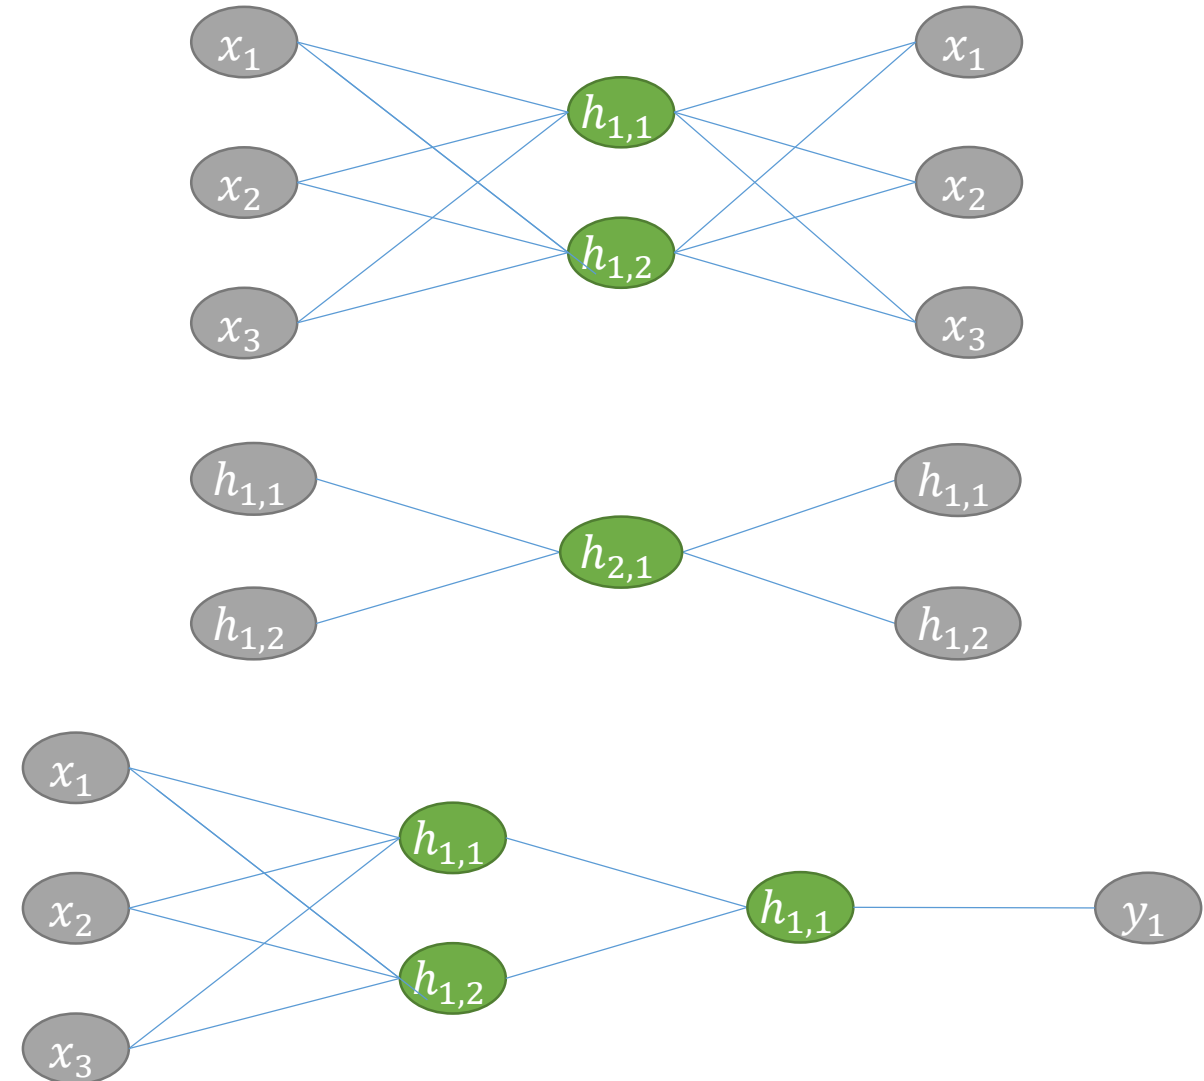 x₁ x₁
h₁,₁
x₂ x₂
h₁,₂
x₃ x₃
h₁,₁ h₁,₁
h₂,₁
h₁,₂ h₁,₂
x₁
h₁,₁
x₂ h₁,₁ y₁
h₁,₂
x₃